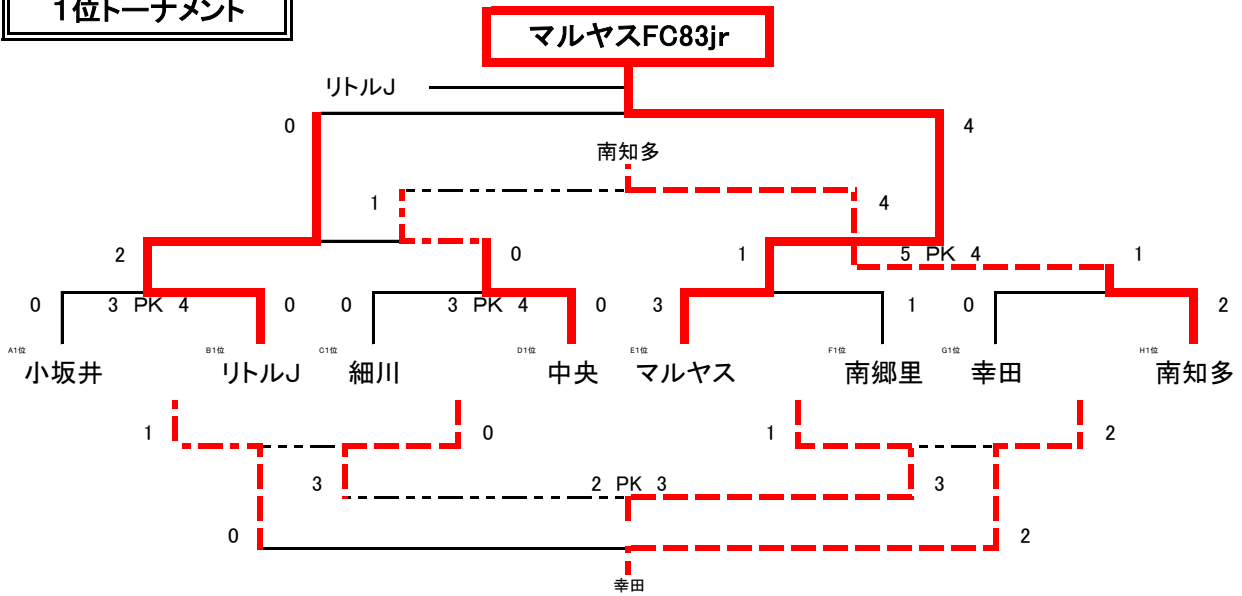 1位トーナメント
マルヤスFC83jr
リトルJ
0 4
南知多
1 4
2 0 1 5 PK 4 1
0 3 PK 4 0 0 3 PK 4 0 3 1 0 2
A1位 B1位 C1位 D1位 E1位 F1位 G1位 H1位
小坂井 リトルJ 細川 中央 マルヤス 南郷里 幸田 南知多
1 0 1 2
3 2 PK 3 3
0 2
幸田